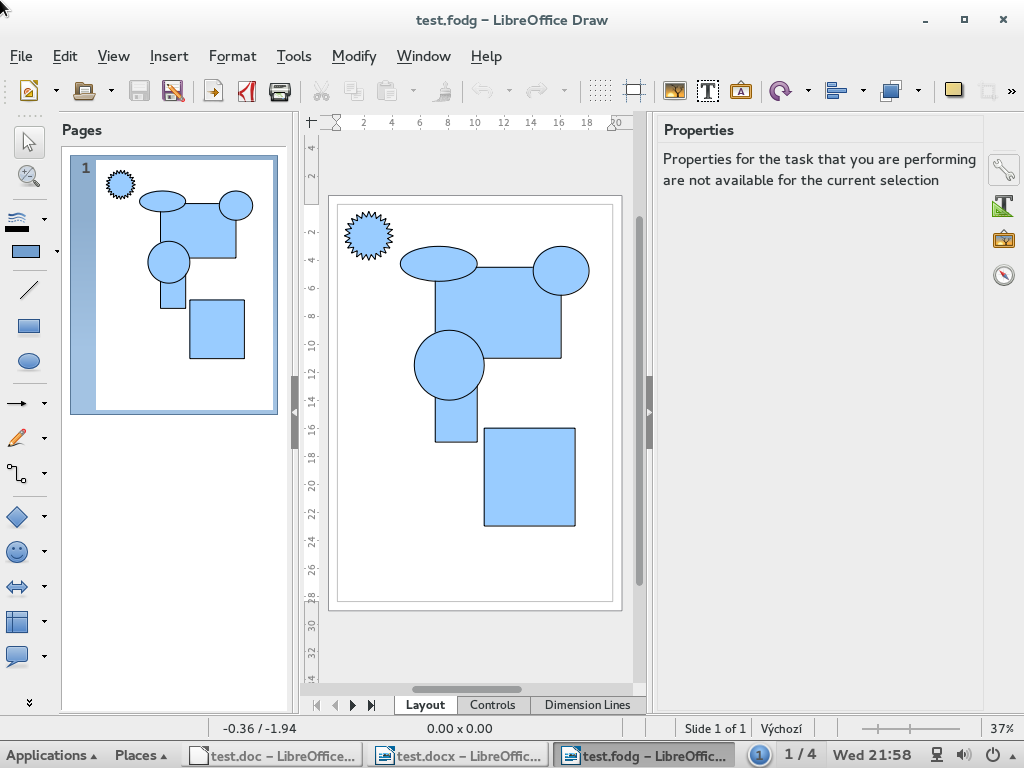 test.fodg – LibreOffice Draw
File Edit View Insert Format Tools Modify Window Help
Pages
1
2 4 6 8 10 12 14 16 18 20
4
2
2
4
6
8
10
12
14
16
18
20
22
24
26
28
30
32
34
Properties
Properties for the task that you are performing
are not available for the current selection
Layout Controls Dimension Lines
-0.36 / -1.94 0.00 x 0.00 Slide 1 of 1 Výchozí 37%
Applications Places test.doc – LibreOffice... test.docx – LibreOffic... test.fodg – LibreOffic... 1 1 / 4 Wed 21:58